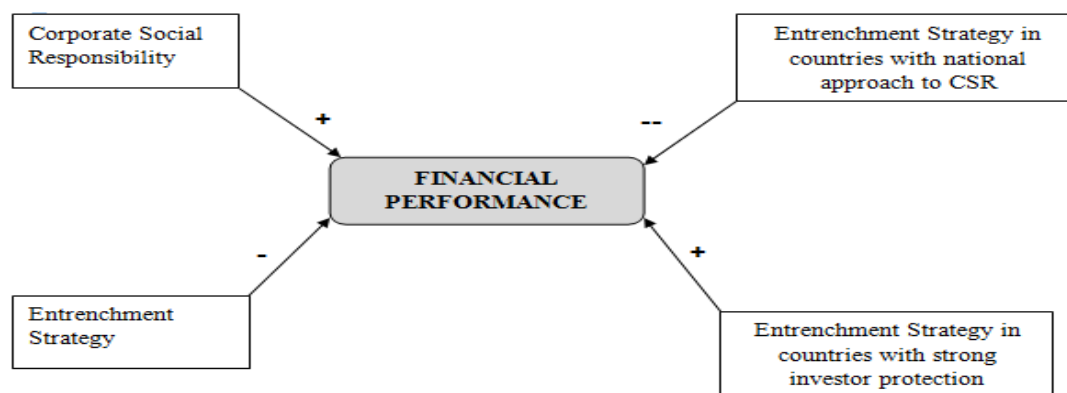 Corporate Social
Responsibility
Entrenchment Strategy in
countries with national
approach to CSR
+
--
FINANCIAL
PERFORMANCE
-
+
Entrenchment
Strategy
Entrenchment Strategy in
countries with strong
investor protection